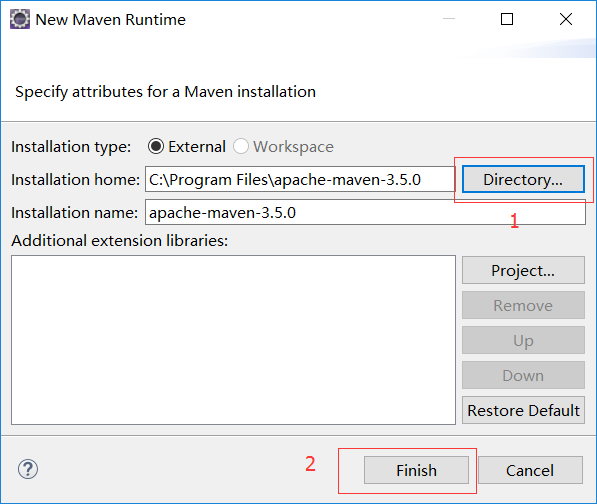 New Maven Runtime
Specify attributes for a Maven installation
Installation type: External Workspace
Installation home: C:\Program Files\apache-maven-3.5.0 Directory...
1
Installation name: apache-maven-3.5.0
Additional extension libraries:
Project...
Remove
Up
Down
Restore Default
? 2 Finish Cancel